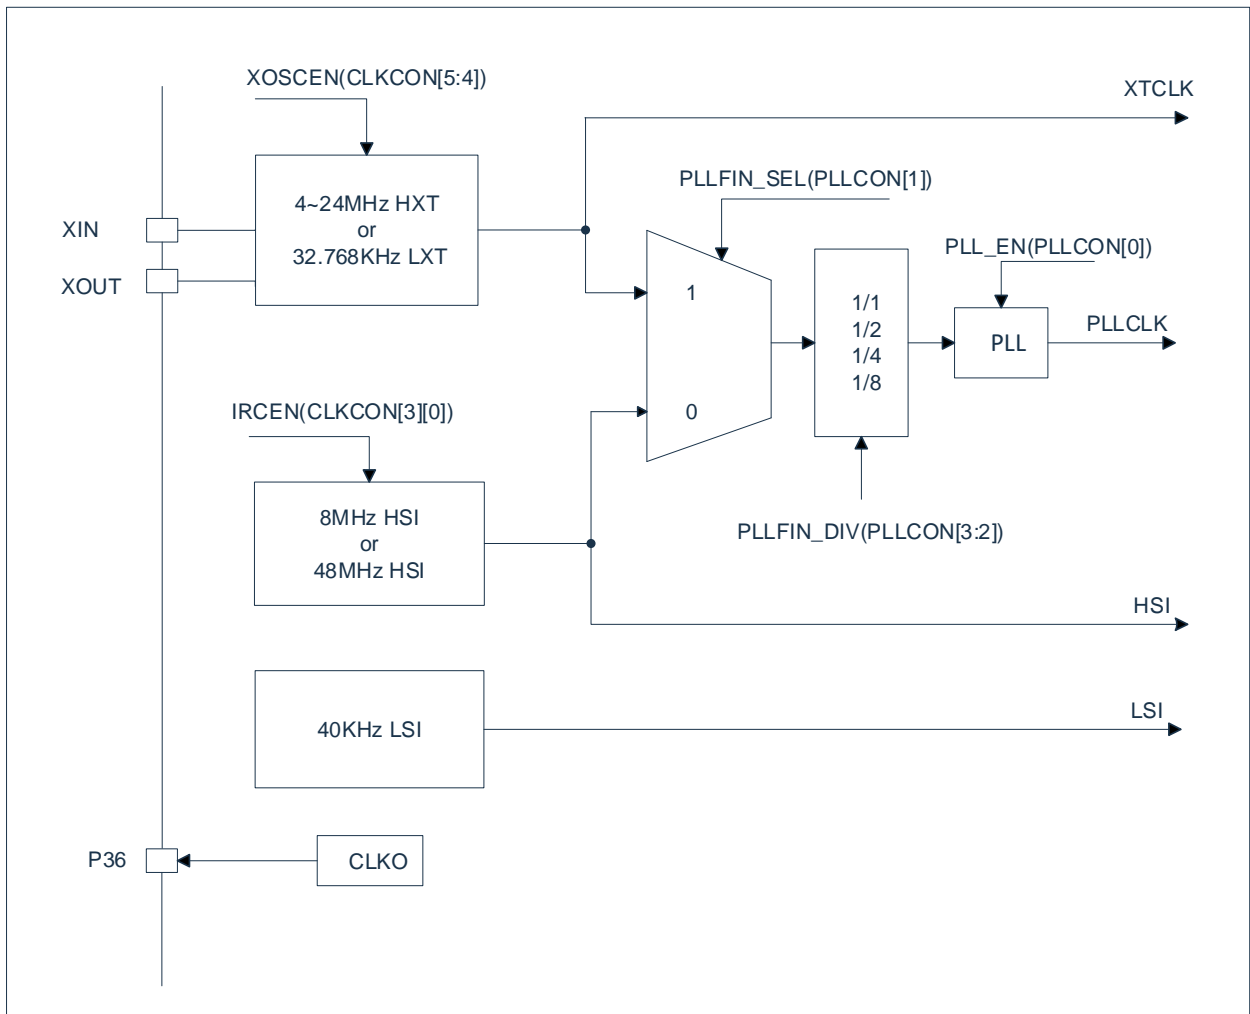 XOSCEN(CLKCON[5:4])
XTCLK
PLLFIN_SEL(PLLCON[1])
4~24MHz HXT
or
32.768KHz LXT
XIN
XOUT
PLL_EN(PLLCON[0])
1
1/1
1/2
1/4
1/8
PLL
PLLCLK
IRCEN(CLKCON[3][0])
0
8MHz HSI
or
48MHz HSI
PLLFIN_DIV(PLLCON[3:2])
HSI
40KHz LSI
LSI
P36
CLKO